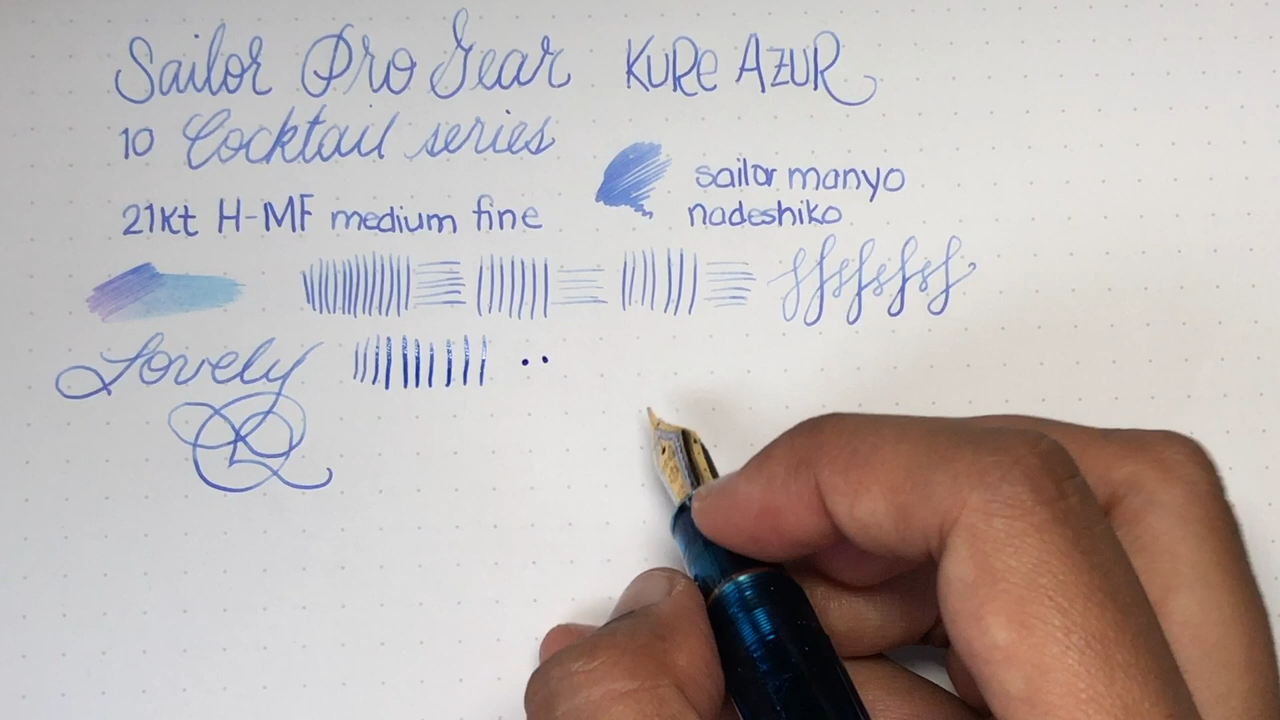 Sailor Pro Gear KuRe AZUR
10 Cocktail series
sailor manyo
nadeshiko
21Kt H-MF medium fine
Lovely